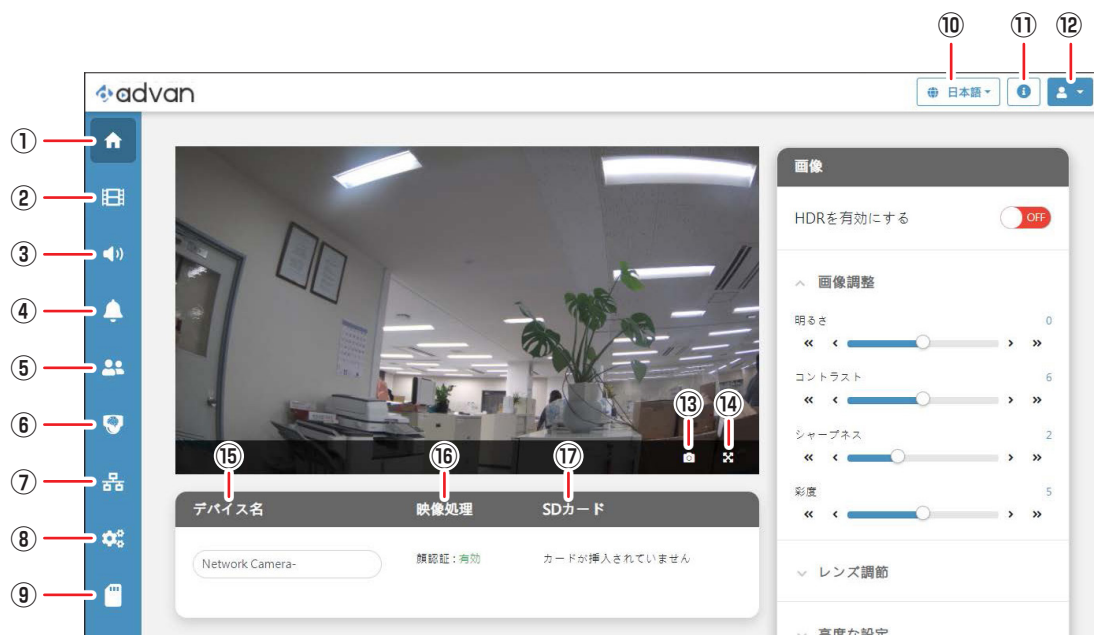 ⑩ ⑪ ⑫
advan
日本語
①
②
③
④
⑤
⑥
⑦
⑧
⑨
⑬ ⑭
⑮ ⑯ ⑰
デバイス名 映像処理 SDカード
Network Camera- 顔認証 : 有効 カードが挿入されていません
画像
HDRを有効にする OFF
画像調整
明るさ 0
« ‹ › »
コントラスト 6
« ‹ › »
シャープネス 2
« ‹ › »
彩度 5
« ‹ › »
レンズ調節
高度な設定